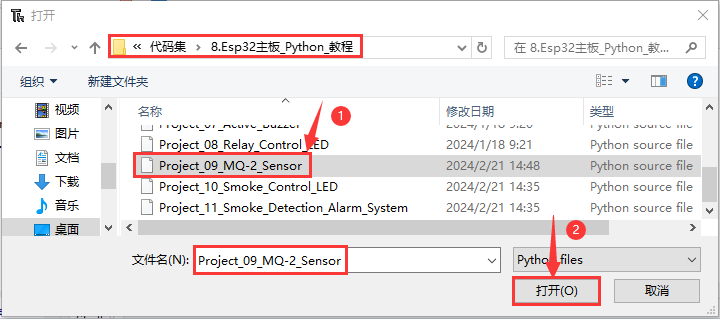 打开
« 代码集 › 8.Esp32主板_Python_教程
在 8.Esp32主板_Python_教...
组织 新建文件夹
名称 修改日期 类型
视频
图片
文档
下载
音乐
桌面
Project_07_Active_Buzzer 2024/1/18 9:20 Python source file
Project_08_Relay_Control_LED 2024/1/18 9:21 Python source file
Project_09_MQ-2_Sensor 2024/2/21 14:48 Python source file
Project_10_Smoke_Control_LED 2024/2/21 14:35 Python source file
Project_11_Smoke_Detection_Alarm_System 2024/2/21 14:35 Python source file
1
2
文件名(N): Project_09_MQ-2_Sensor Python files
打开(O) 取消